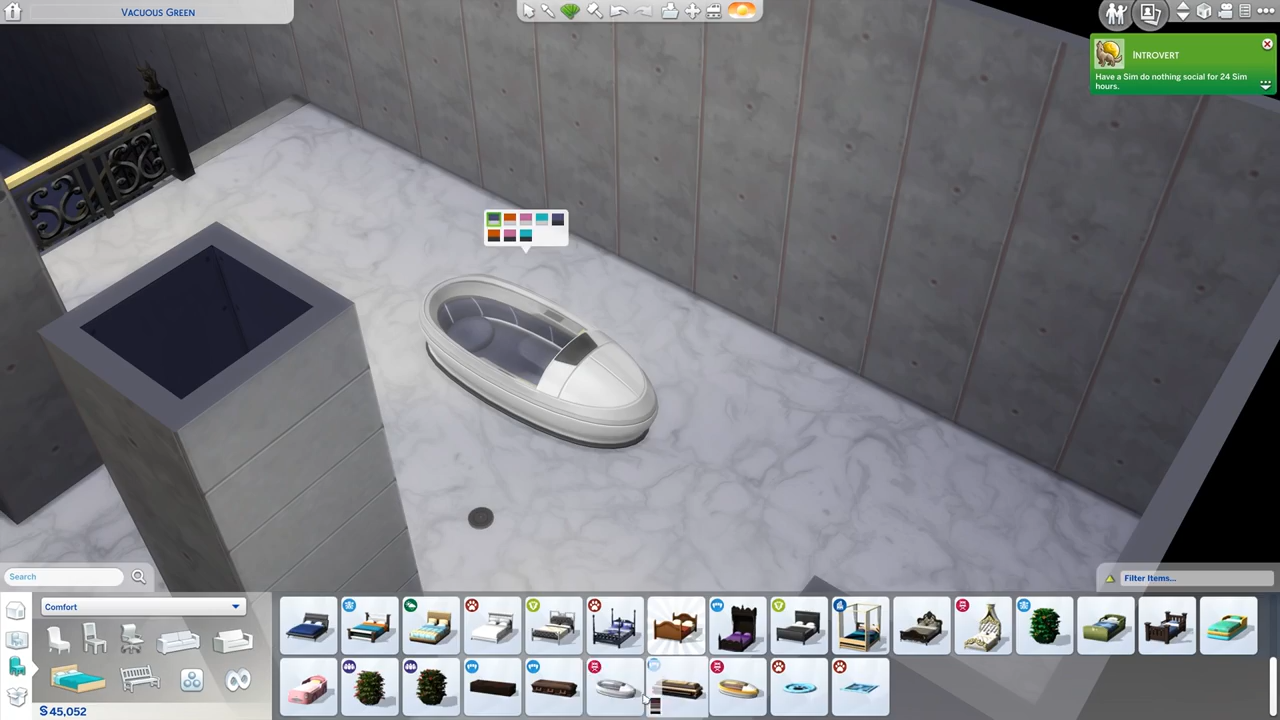 Vacuous Green
Introvert
Have a Sim do nothing social for 24 Sim
hours.
Search
Filter Items...
Comfort
§45,052